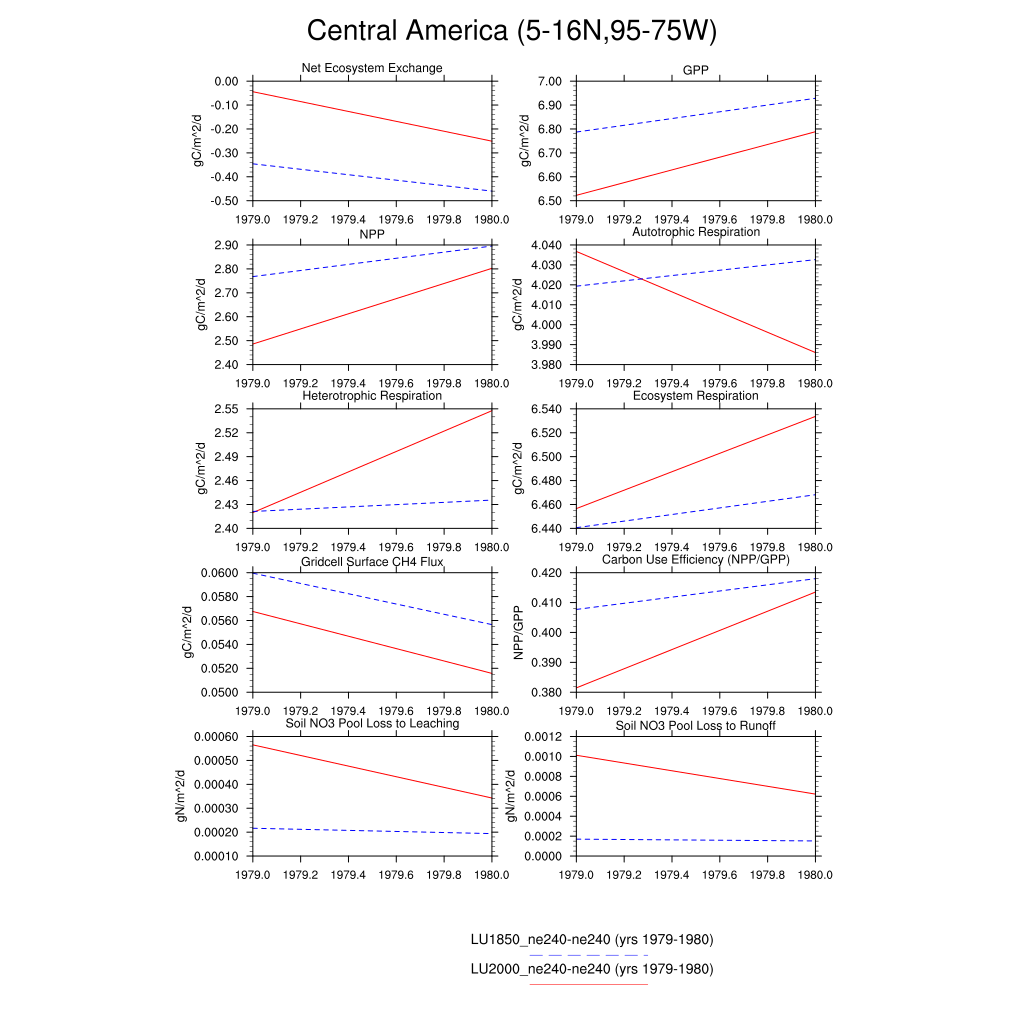 Central America (5-16N,95-75W)
Net Ecosystem Exchange
0.00
-0.10
-0.20
-0.30
-0.40
-0.50
gC/m^2/d
1979.0 1979.2 1979.4 1979.6 1979.8 1980.0
GPP
7.00
6.90
6.80
6.70
6.60
6.50
gC/m^2/d
1979.0 1979.2 1979.4 1979.6 1979.8 1980.0
NPP
2.90
2.80
2.70
2.60
2.50
2.40
gC/m^2/d
1979.0 1979.2 1979.4 1979.6 1979.8 1980.0
Autotrophic Respiration
4.040
4.030
4.020
4.010
4.000
3.990
3.980
gC/m^2/d
1979.0 1979.2 1979.4 1979.6 1979.8 1980.0
Heterotrophic Respiration
2.55
2.52
2.49
2.46
2.43
2.40
gC/m^2/d
1979.0 1979.2 1979.4 1979.6 1979.8 1980.0
Ecosystem Respiration
6.540
6.520
6.500
6.480
6.460
6.440
gC/m^2/d
1979.0 1979.2 1979.4 1979.6 1979.8 1980.0
Gridcell Surface CH4 Flux
0.0600
0.0580
0.0560
0.0540
0.0520
0.0500
gC/m^2/d
1979.0 1979.2 1979.4 1979.6 1979.8 1980.0
Carbon Use Efficiency (NPP/GPP)
0.420
0.410
0.400
0.390
0.380
NPP/GPP
1979.0 1979.2 1979.4 1979.6 1979.8 1980.0
Soil NO3 Pool Loss to Leaching
0.00060
0.00050
0.00040
0.00030
0.00020
0.00010
gN/m^2/d
1979.0 1979.2 1979.4 1979.6 1979.8 1980.0
Soil NO3 Pool Loss to Runoff
0.0012
0.0010
0.0008
0.0006
0.0004
0.0002
0.0000
gN/m^2/d
1979.0 1979.2 1979.4 1979.6 1979.8 1980.0
LU1850_ne240-ne240 (yrs 1979-1980)
LU2000_ne240-ne240 (yrs 1979-1980)